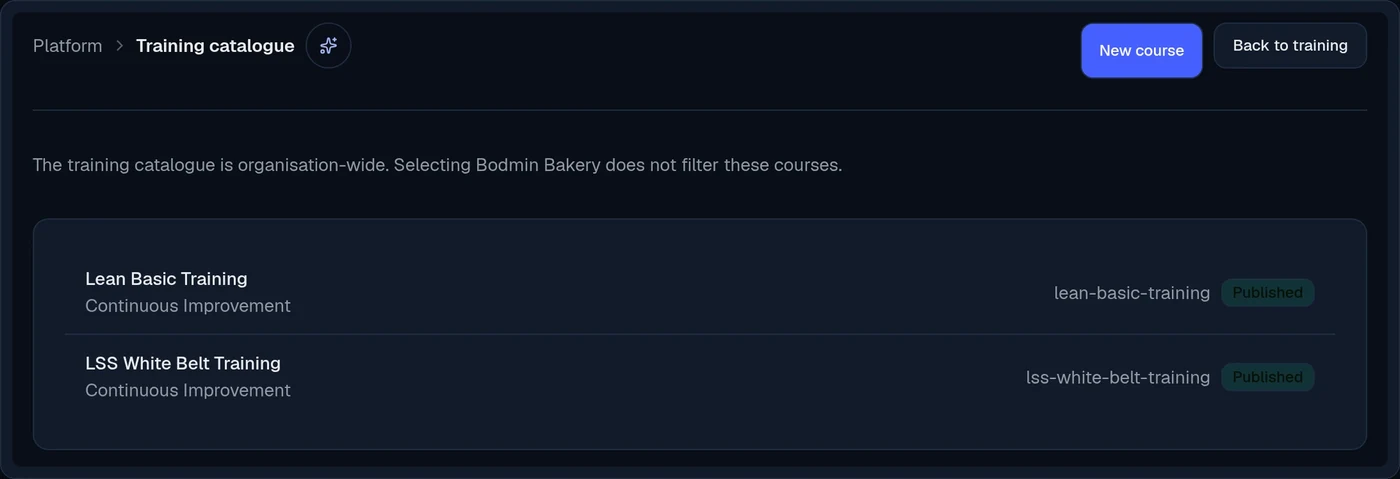 Platform > Training catalogue
New course
Back to training
The training catalogue is organisation-wide. Selecting Bodmin Bakery does not filter these courses.
Lean Basic Training
Continuous Improvement
lean-basic-training Published
LSS White Belt Training
Continuous Improvement
lss-white-belt-training Published